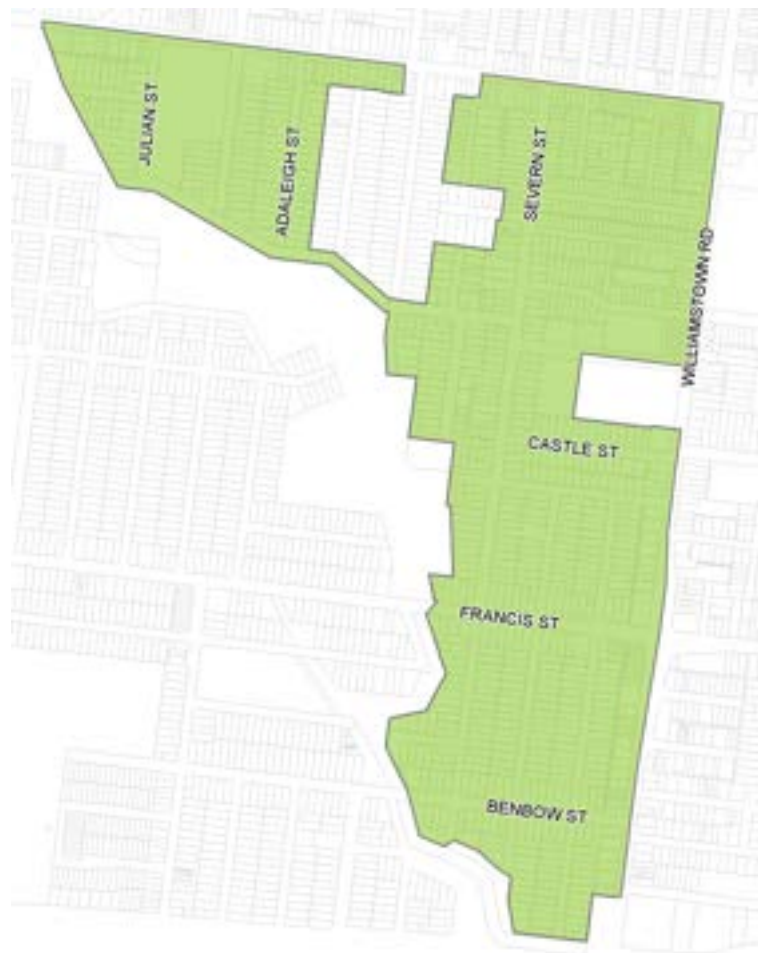 JULIAN ST
ADALEIGH ST
SEVERN ST
WILLIAMSTOWN RD
CASTLE ST
FRANCIS ST
BENBOW ST